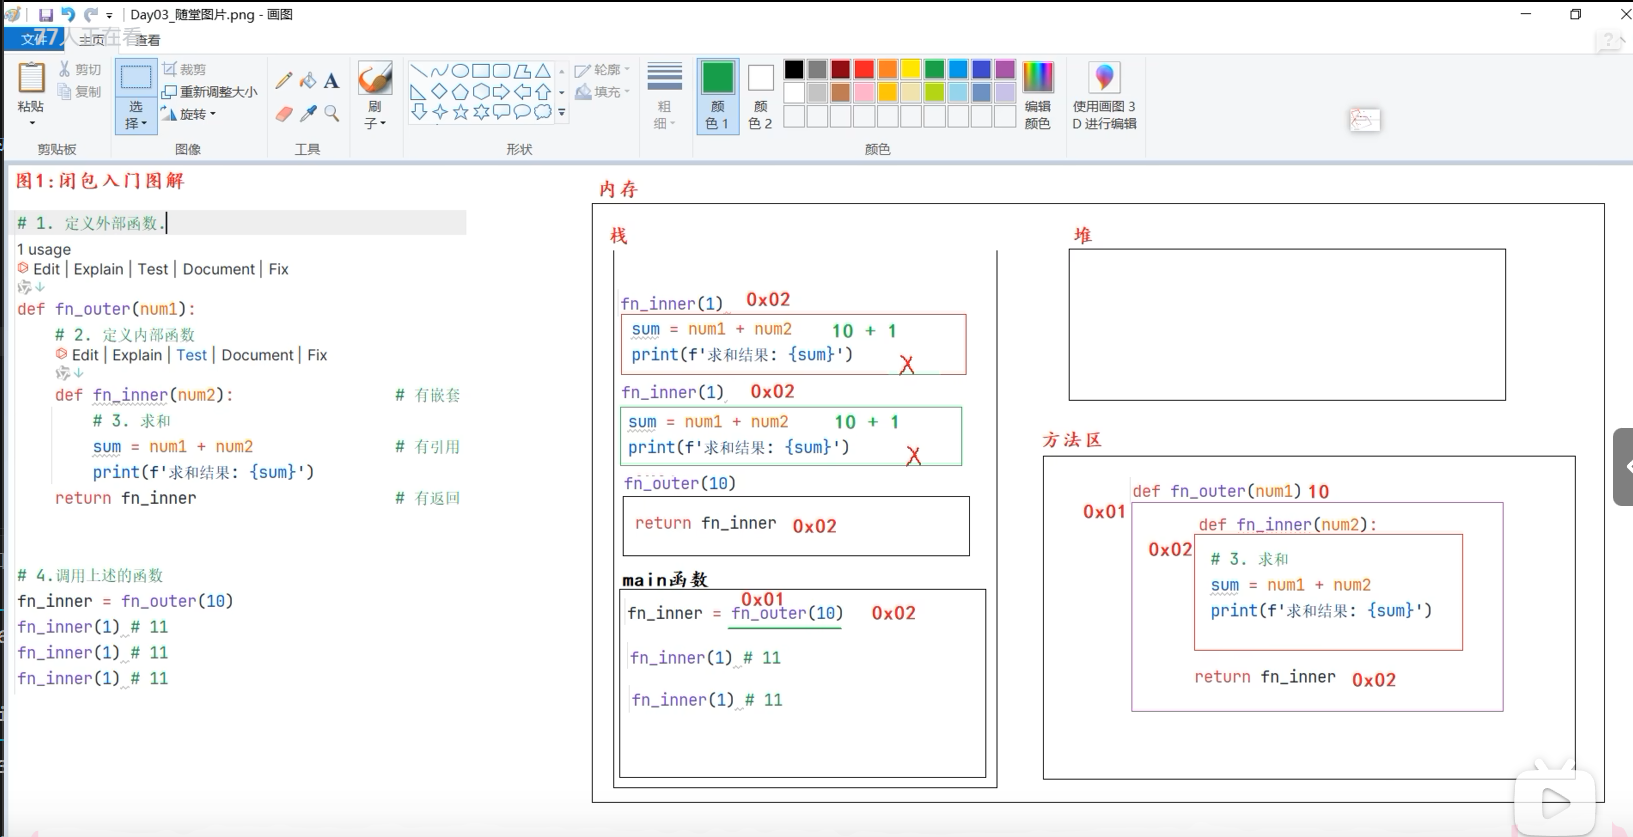 Day03_随堂图片.png - 画图
77人正在看
文件 主页 查看
粘贴
剪切
复制
剪贴板
选择
裁剪
重新调整大小
旋转
图像
A
工具
刷子
形状
轮廓
填充
粗细
颜色 1
颜色 2
颜色
编辑颜色
使用画图 3D 进行编辑
图1:闭包入门图解
# 1. 定义外部函数.
1 usage
Edit | Explain | Test | Document | Fix
def fn_outer(num1):
# 2. 定义内部函数
Edit | Explain | Test | Document | Fix
def fn_inner(num2): # 有嵌套
# 3. 求和
sum = num1 + num2 # 有引用
print(f'求和结果: {sum}')
return fn_inner # 有返回
# 4.调用上述的函数
fn_inner = fn_outer(10)
fn_inner(1) # 11
fn_inner(1) # 11
fn_inner(1) # 11
内存
栈
fn_inner(1) 0x02
sum = num1 + num2 10 + 1
print(f'求和结果: {sum}')
X
fn_inner(1) 0x02
sum = num1 + num2 10 + 1
print(f'求和结果: {sum}')
X
fn_outer(10)
return fn_inner 0x02
main函数
0x01
fn_inner = fn_outer(10) 0x02
fn_inner(1) # 11
fn_inner(1) # 11
堆
方法区
def fn_outer(num1) 10
0x01
def fn_inner(num2):
0x02
# 3. 求和
sum = num1 + num2
print(f'求和结果: {sum}')
return fn_inner 0x02